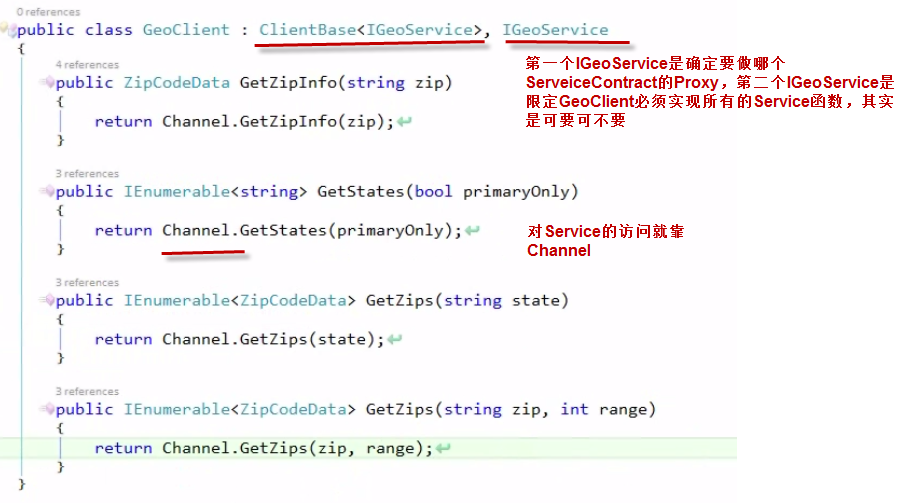 0 references
public class GeoClient : ClientBase<IGeoService>, IGeoService
{
4 references
public ZipCodeData GetZipInfo(string zip)
{
return Channel.GetZipInfo(zip);
}
3 references
public IEnumerable<string> GetStates(bool primaryOnly)
{
return Channel.GetStates(primaryOnly);
}
3 references
public IEnumerable<ZipCodeData> GetZips(string state)
{
return Channel.GetZips(state);
}
3 references
public IEnumerable<ZipCodeData> GetZips(string zip, int range)
{
return Channel.GetZips(zip, range);
}
}
第一个IGeoService是确定要做哪个
ServeiceContract的Proxy，第二个IGeoService是
限定GeoClient必须实现所有的Service函数，其实
是可要可不要
对Service的访问就靠
Channel